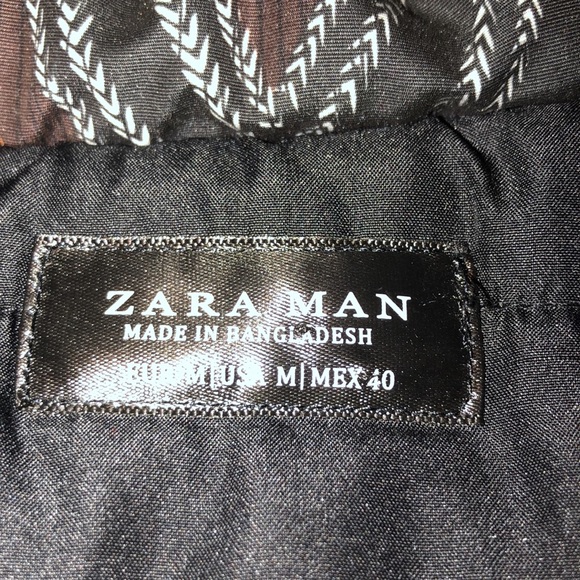 ZARA MAN
MADE IN BANGLADESH
EUR M|USA M|MEX 40